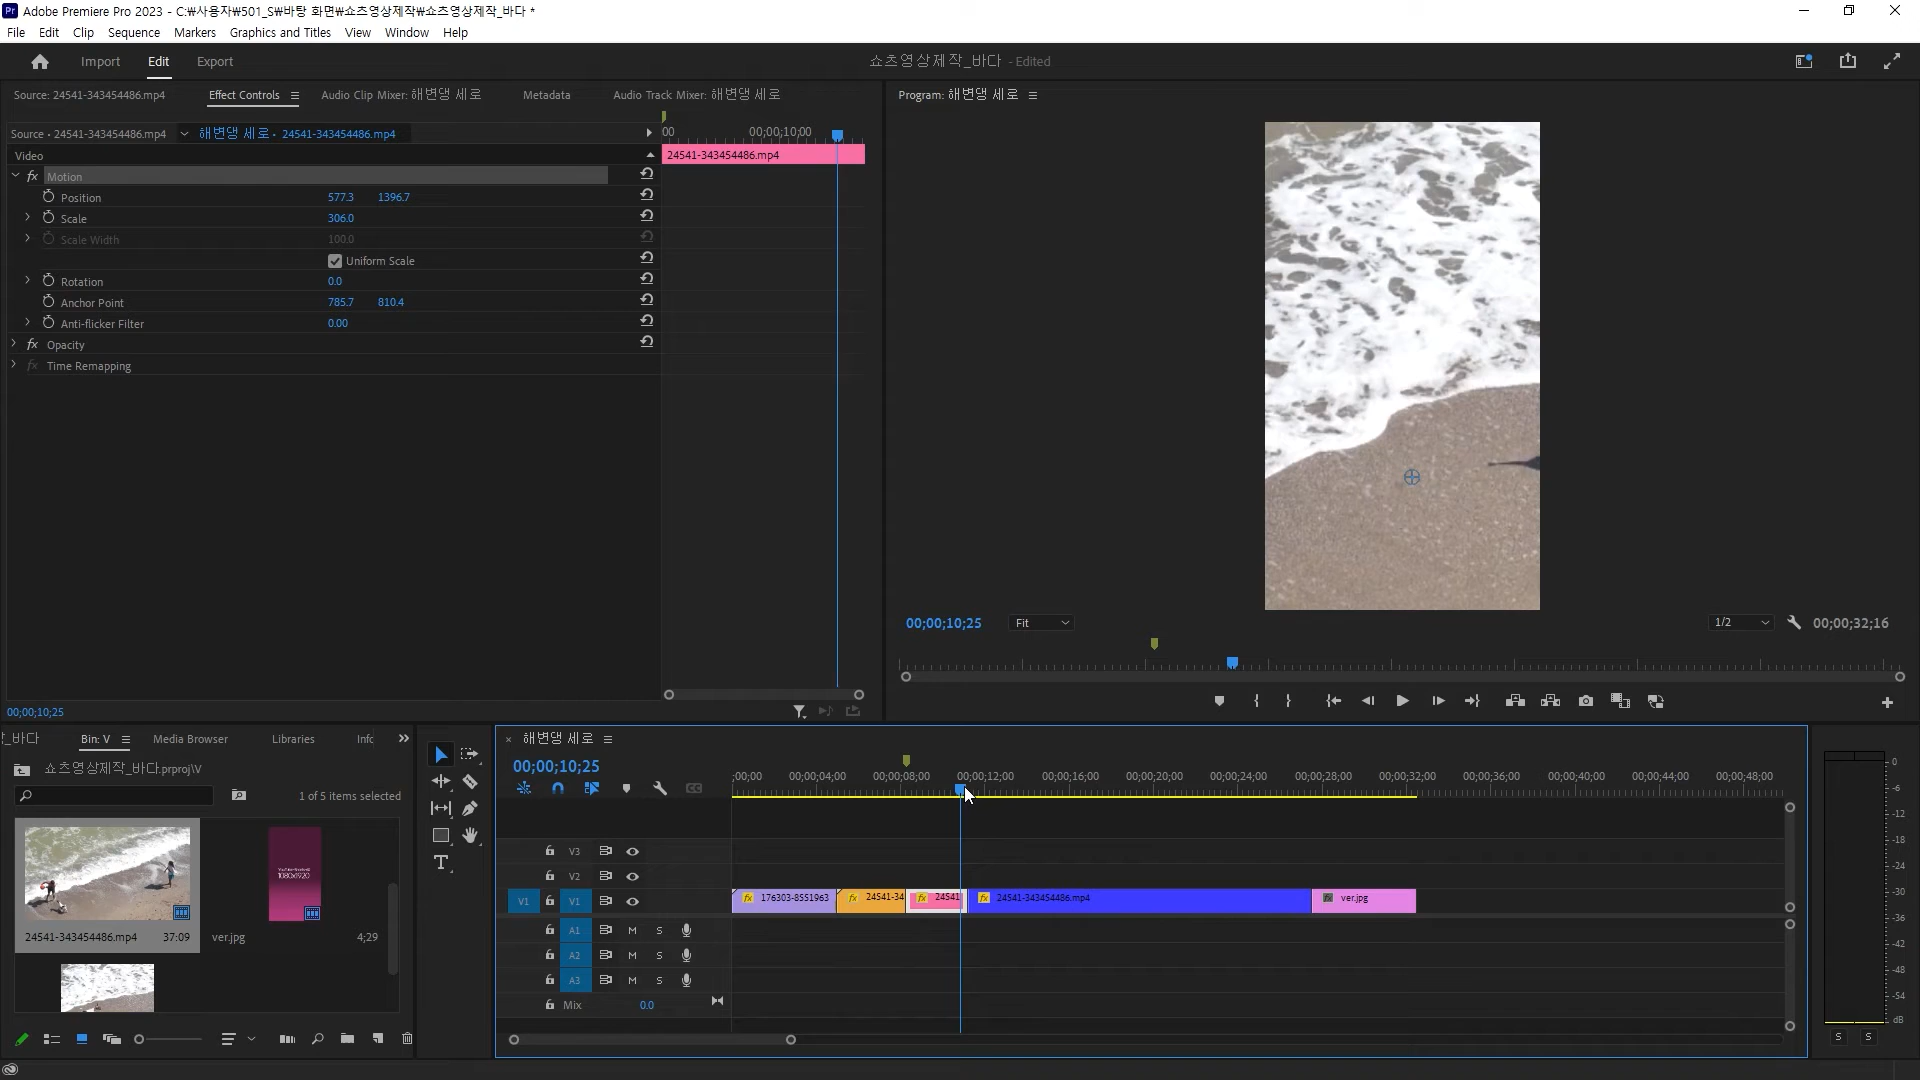 Adobe Premiere Pro 2023 - C:₩사용자₩501_S₩바탕 화면₩쇼츠영상제작₩쇼츠영상제작_바다 *
File Edit Clip Sequence Markers Graphics and Titles View Window Help
Import Edit Export 쇼츠영상제작_바다 - Edited
Source: 24541-343454486.mp4 Effect Controls Audio Clip Mixer: 해변앵 세로 Metadata Audio Track Mixer: 해변앵 세로 Program: 해변앵 세로
Source • 24541-343454486.mp4 해변앵 세로 • 24541-343454486.mp4 00 00;00;10;00
Video 24541-343454486.mp4
fx Motion
Position 577.3 1396.7
Scale 306.0
Scale Width 100.0
Uniform Scale
Rotation 0.0
Anchor Point 785.7 810.4
Anti-flicker Filter 0.00
fx Opacity
fx Time Remapping
00;00;10;25 Fit 1/2 00;00;32;16
00;00;10;25
_바다 Bin: V Media Browser Libraries Info
쇼츠영상제작_바다.prproj₩V
1 of 5 items selected
24541-343454486.mp4 37:09
1080x1920
ver.jpg 4;29
× 해변앵 세로
00;00;10;25
;00;00 00;00;04;00 00;00;08;00 00;00;12;00 00;00;16;00 00;00;20;00 00;00;24;00 00;00;28;00 00;00;32;00 00;00;36;00 00;00;40;00 00;00;44;00 00;00;48;00
V3
V2
V1 V1 fx 176303-8551963 fx 24541-34 fx 24541 fx 24541-343454486.mp4 fx ver.jpg
A1 M S
A2 M S
A3 M S
Mix 0.0
0
-6
-12
-18
-24
-30
-36
-42
-48
-54
dB
S S